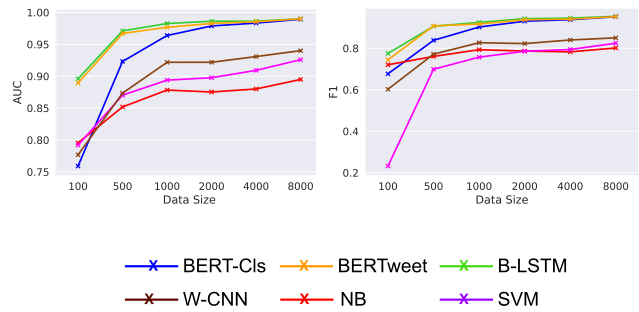 1.00
0.95
0.90
0.85
0.80
0.75
AUC
100 500 1000 2000 4000 8000
Data Size
0.8
0.6
0.4
0.2
F1
100 500 1000 2000 4000 8000
Data Size
BERT-Cls BERTweet B-LSTM
W-CNN NB SVM